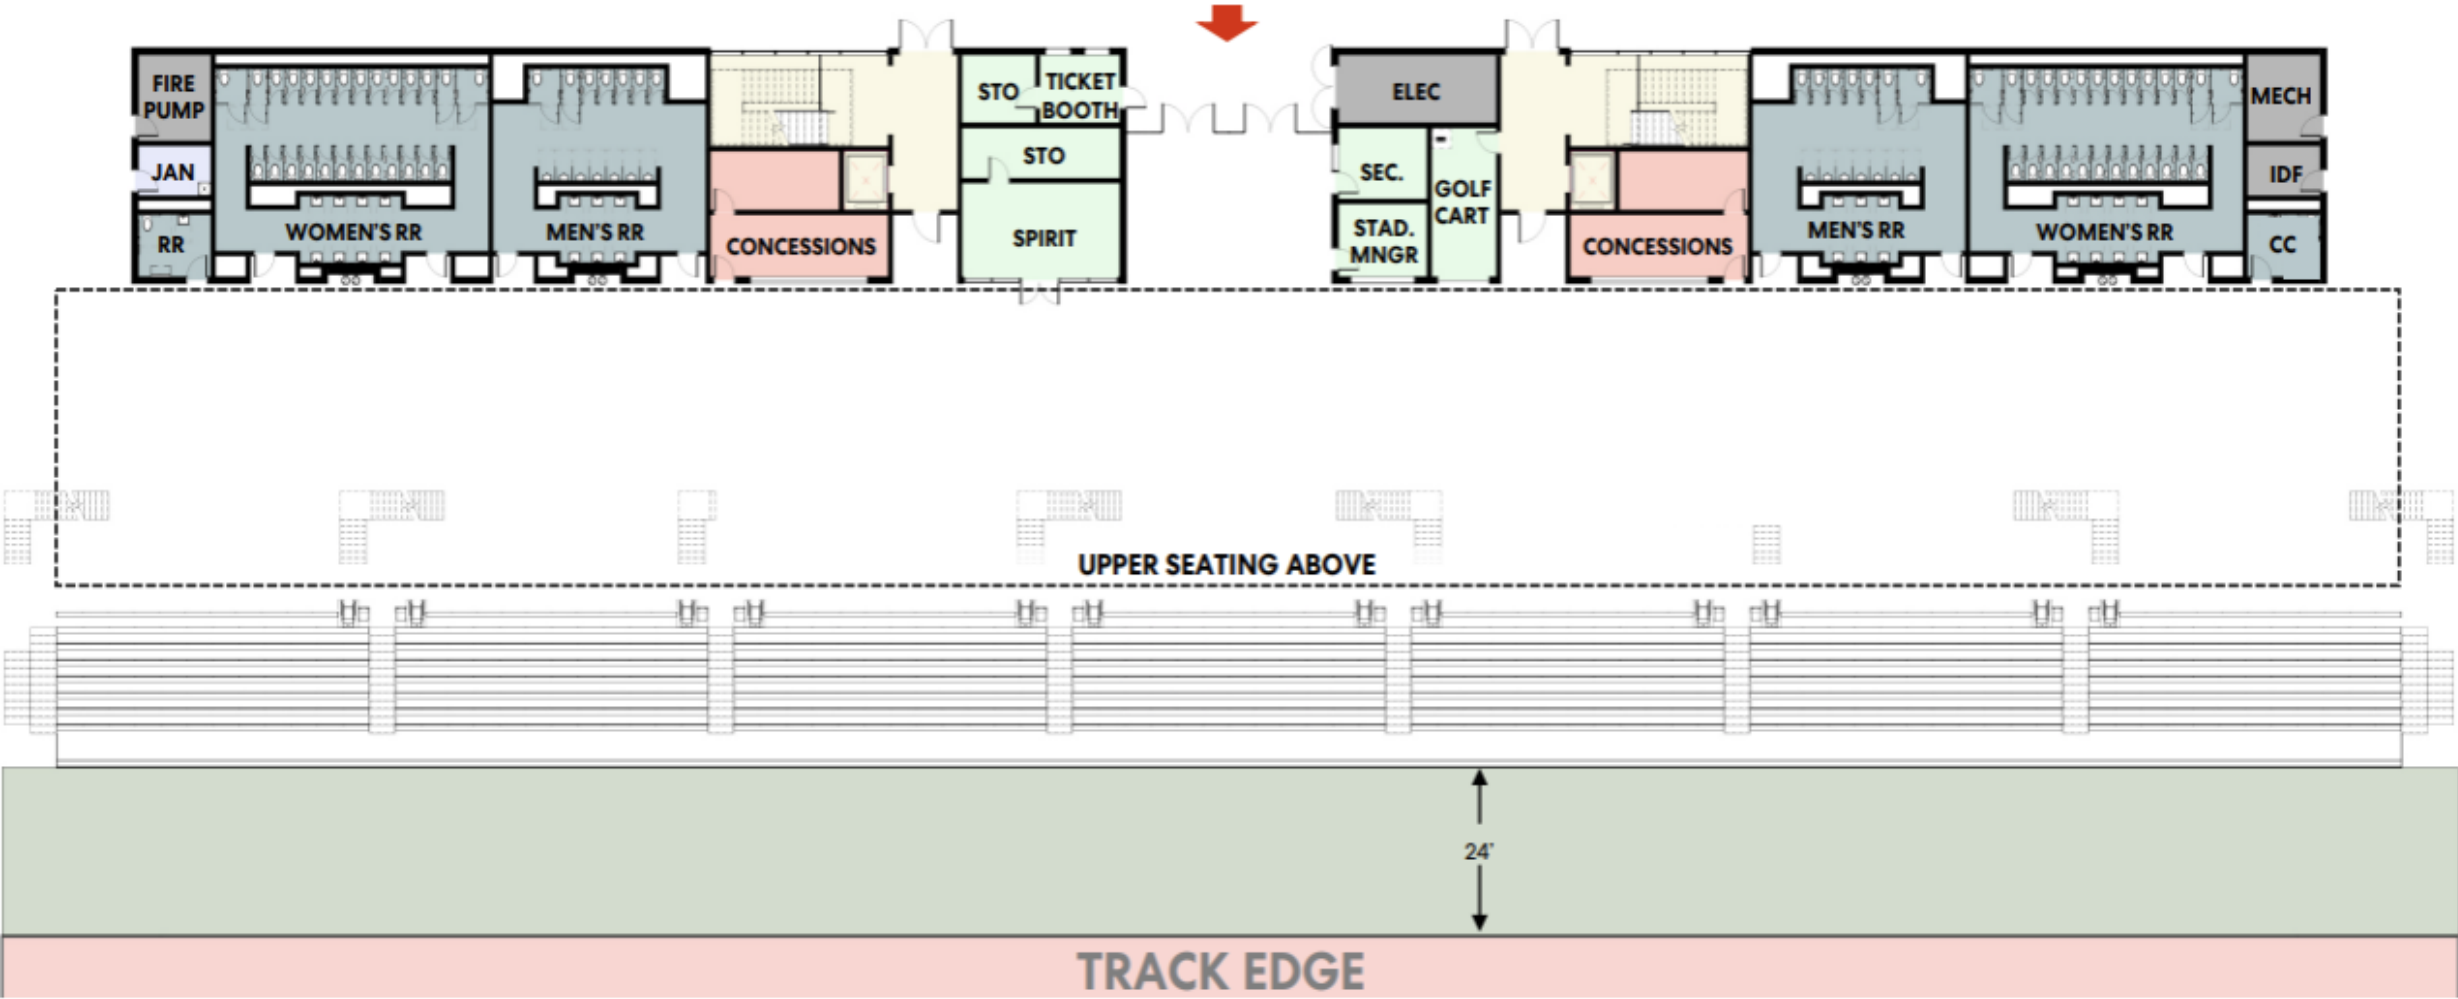 FIRE
PUMP
JAN
RR
WOMEN'S RR
MEN'S RR
CONCESSIONS
STO
TICKET
BOOTH
STO
SPIRIT
ELEC
SEC.
GOLF
CART
STAD.
MNGR
CONCESSIONS
MEN'S RR
WOMEN'S RR
MECH
IDF
CC
UPPER SEATING ABOVE
24'
TRACK EDGE